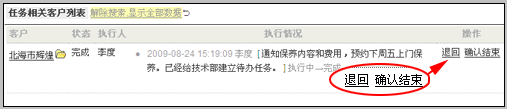 任务相关客户列表 解除搜索,显示全部数据
客户 状态 执行人 执行情况 操作
北海市辉煌 完成 李度 2009-08-24 15:19:09 李度 [通知保养内容和费用，预约下周五上门保养。已经给技术部建立待办任务。 ] 执行中→完成 退回 确认结束
退回 确认结束